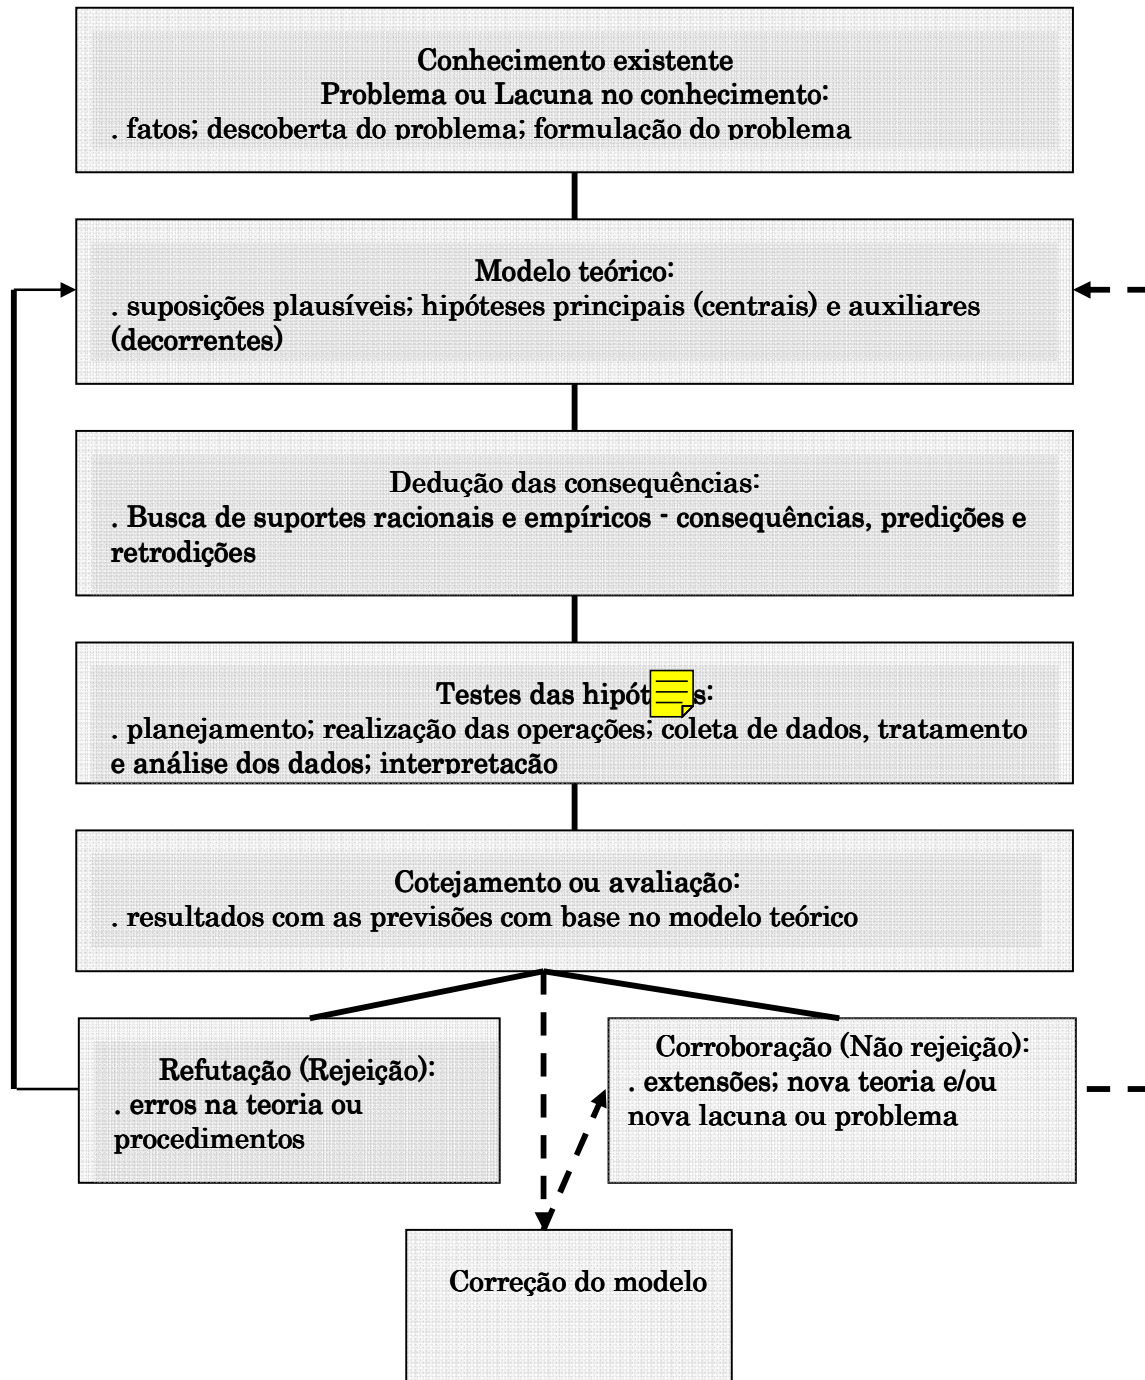 Conhecimento existente
Problema ou Lacuna no conhecimento:
. fatos; descoberta do problema; formulação do problema
Modelo teórico:
. suposições plausíveis; hipóteses principais (centrais) e auxiliares
(decorrentes)
Dedução das consequências:
. Busca de suportes racionais e empíricos - consequências, predições e
retrodições
Testes das
. planejamento; realização das operações; coleta de dados, tratamento
e análise dos dados; interpretação
Cotejamento ou avaliação:
. resultados com as previsões com base no modelo teórico
Refutação (Rejeição):
. erros na teoria ou
procedimentos
Corroboração (Não rejeição):
. extensões; nova teoria e/ou
nova lacuna ou problema
Correção do modelo